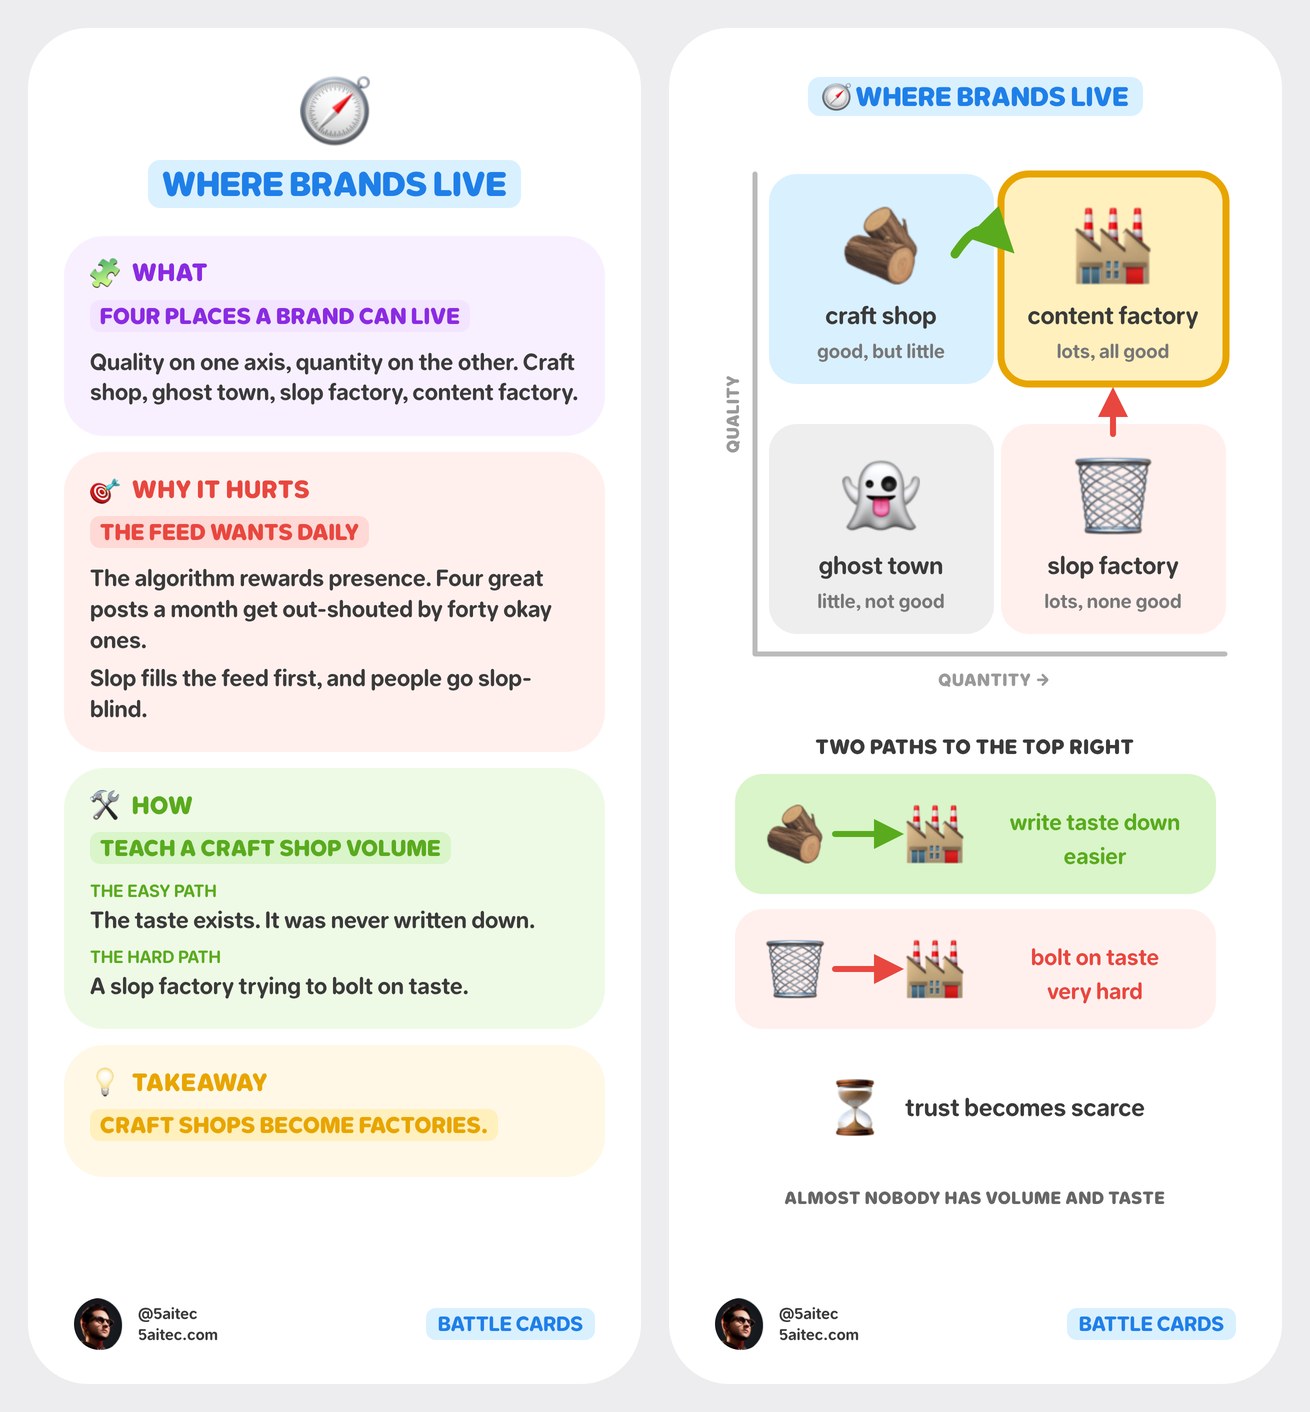 WHERE BRANDS LIVE
WHAT
FOUR PLACES A BRAND CAN LIVE
Quality on one axis, quantity on the other. Craft
shop, ghost town, slop factory, content factory.
WHY IT HURTS
THE FEED WANTS DAILY
The algorithm rewards presence. Four great
posts a month get out-shouted by forty okay
ones.
Slop fills the feed first, and people go slop-
blind.
HOW
TEACH A CRAFT SHOP VOLUME
THE EASY PATH
The taste exists. It was never written down.
THE HARD PATH
A slop factory trying to bolt on taste.
TAKEAWAY
CRAFT SHOPS BECOME FACTORIES.
@5aitec
5aitec.com
BATTLE CARDS
WHERE BRANDS LIVE
QUALITY
craft shop
good, but little
content factory
lots, all good
ghost town
little, not good
slop factory
lots, none good
QUANTITY →
TWO PATHS TO THE TOP RIGHT
write taste down
easier
bolt on taste
very hard
trust becomes scarce
ALMOST NOBODY HAS VOLUME AND TASTE
@5aitec
5aitec.com
BATTLE CARDS